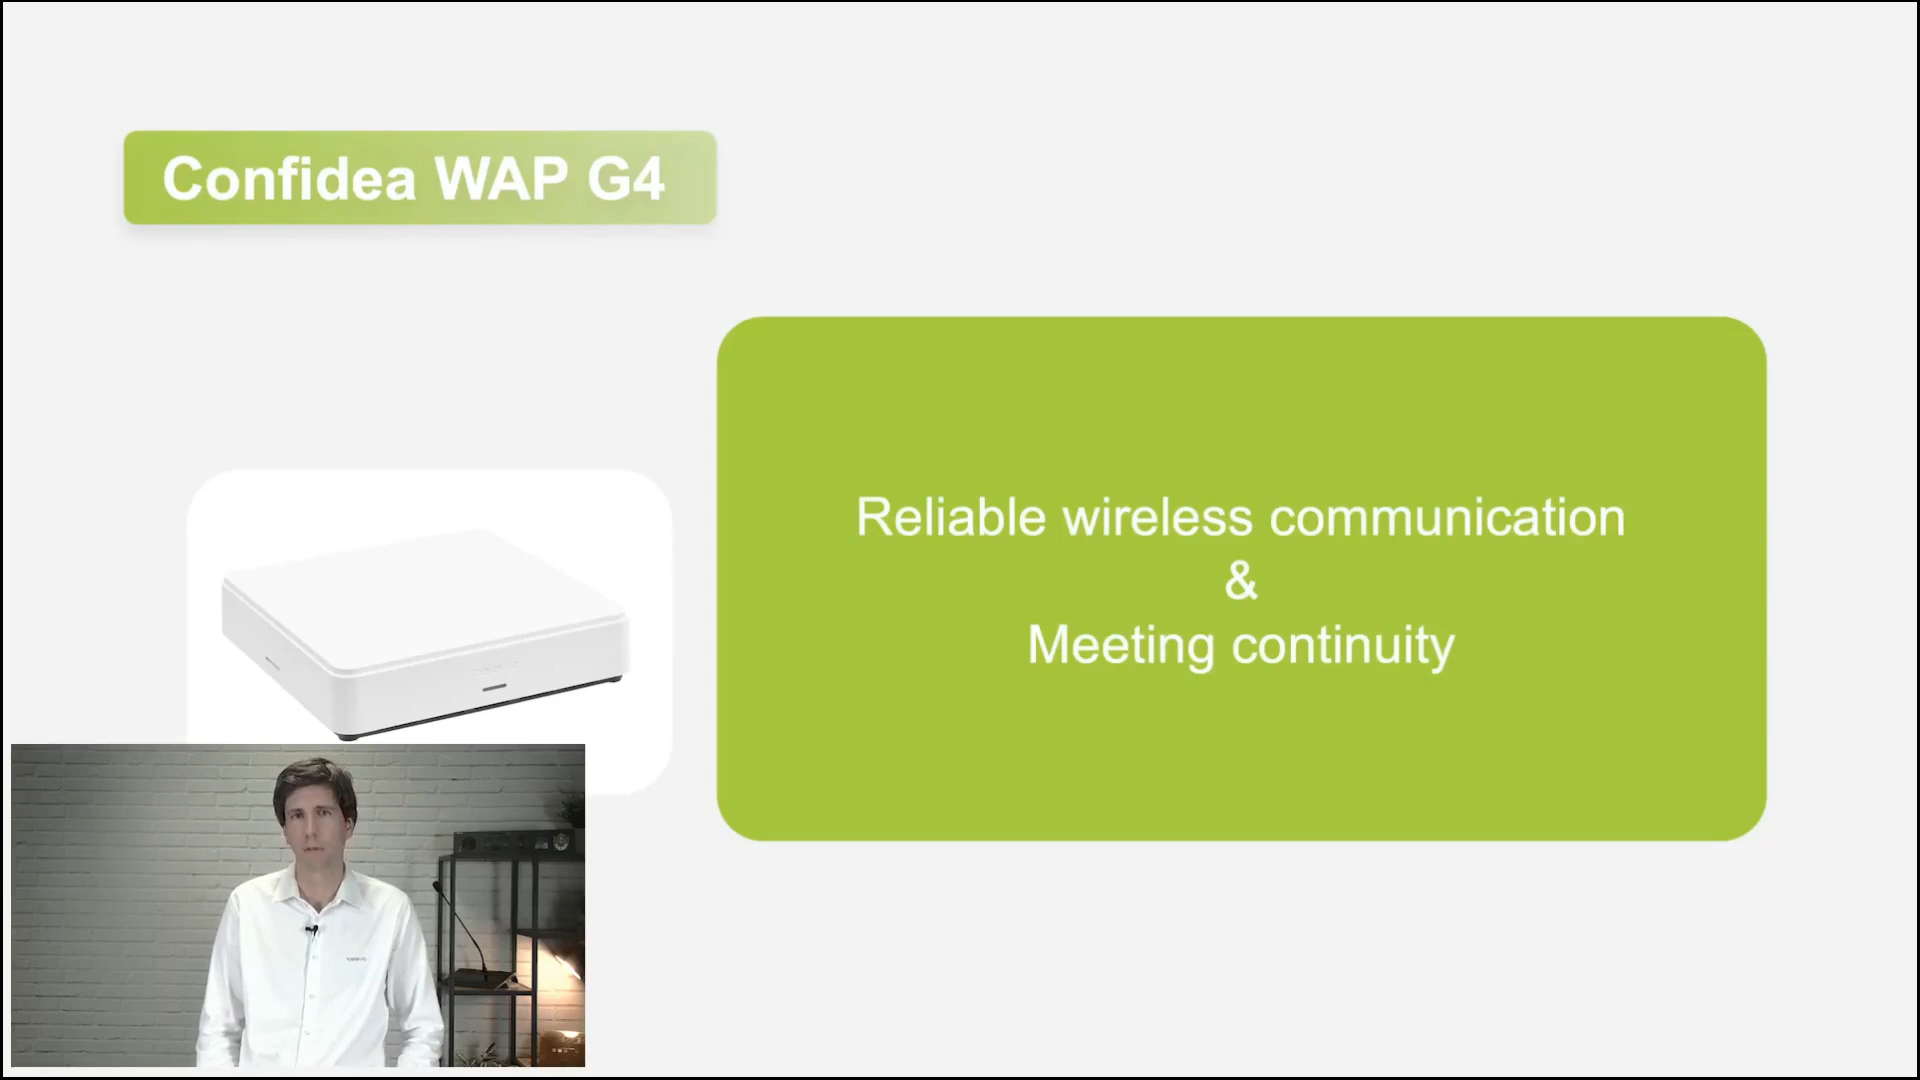 Confidea WAP G4
Reliable wireless communication
&
Meeting continuity